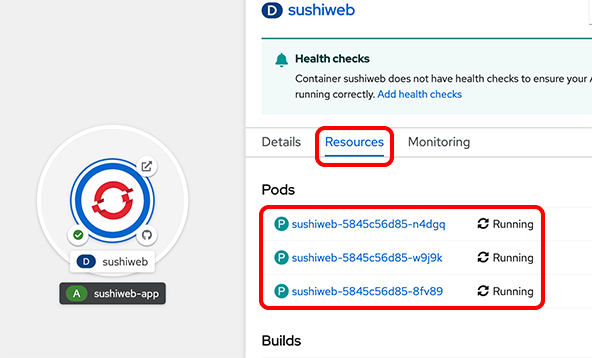 D sushiweb
Health checks
Container sushiweb does not have health checks to ensure your
running correctly. Add health checks
Details Resources Monitoring
Pods
P sushiweb-5845c56d85-n4dgq Running
P sushiweb-5845c56d85-w9j9k Running
P sushiweb-5845c56d85-8fv89 Running
Builds
D sushiweb
A sushiweb-app